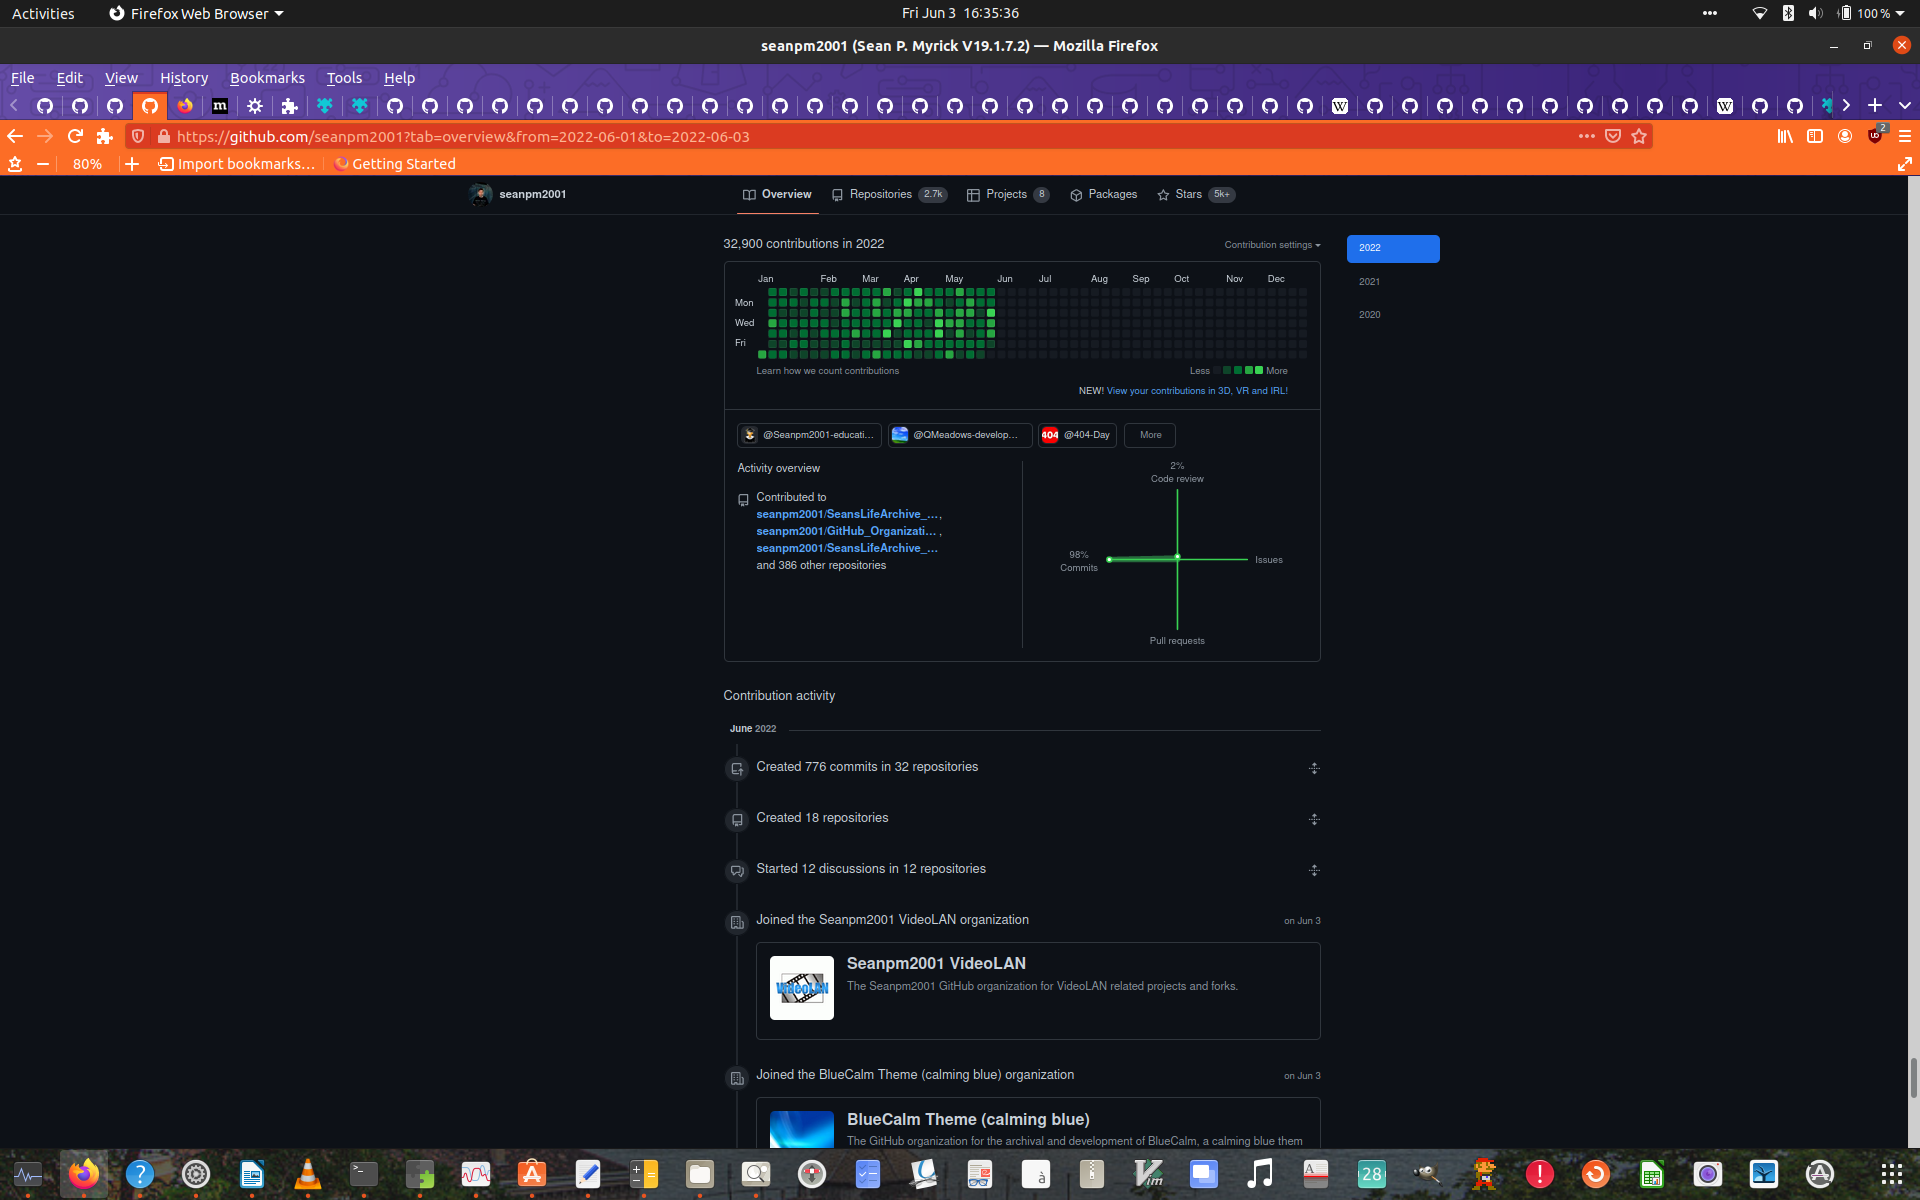 Activities
Firefox Web Browser
Fri Jun 3 16:35:36
100 %
seanpm2001 (Sean P. Myrick V19.1.7.2) — Mozilla Firefox
File Edit View History Bookmarks Tools Help
https://github.com/seanpm2001?tab=overview&from=2022-06-01&to=2022-06-03
2
80%
Import bookmarks…
Getting Started
seanpm2001
Overview
Repositories 2.7k
Projects 8
Packages
Stars 5k+
32,900 contributions in 2022
Contribution settings
2022
2021
2020
Jan Feb Mar Apr May Jun Jul Aug Sep Oct Nov Dec
Mon
Wed
Fri
Learn how we count contributions
Less More
NEW! View your contributions in 3D, VR and IRL!
@Seanpm2001-educati...
@QMeadows-develop...
404 @404-Day
More
Activity overview
Contributed to
seanpm2001/SeansLifeArchive_...,
seanpm2001/GitHub_Organizati... ,
seanpm2001/SeansLifeArchive_...
and 386 other repositories
2%
Code review
98%
Commits
Issues
Pull requests
Contribution activity
June 2022
Created 776 commits in 32 repositories
Created 18 repositories
Started 12 discussions in 12 repositories
Joined the Seanpm2001 VideoLAN organization
on Jun 3
VideoLAN
Seanpm2001 VideoLAN
The Seanpm2001 GitHub organization for VideoLAN related projects and forks.
Joined the BlueCalm Theme (calming blue) organization
on Jun 3
BlueCalm Theme (calming blue)
The GitHub organization for the archival and development of BlueCalm, a calming blue them
28